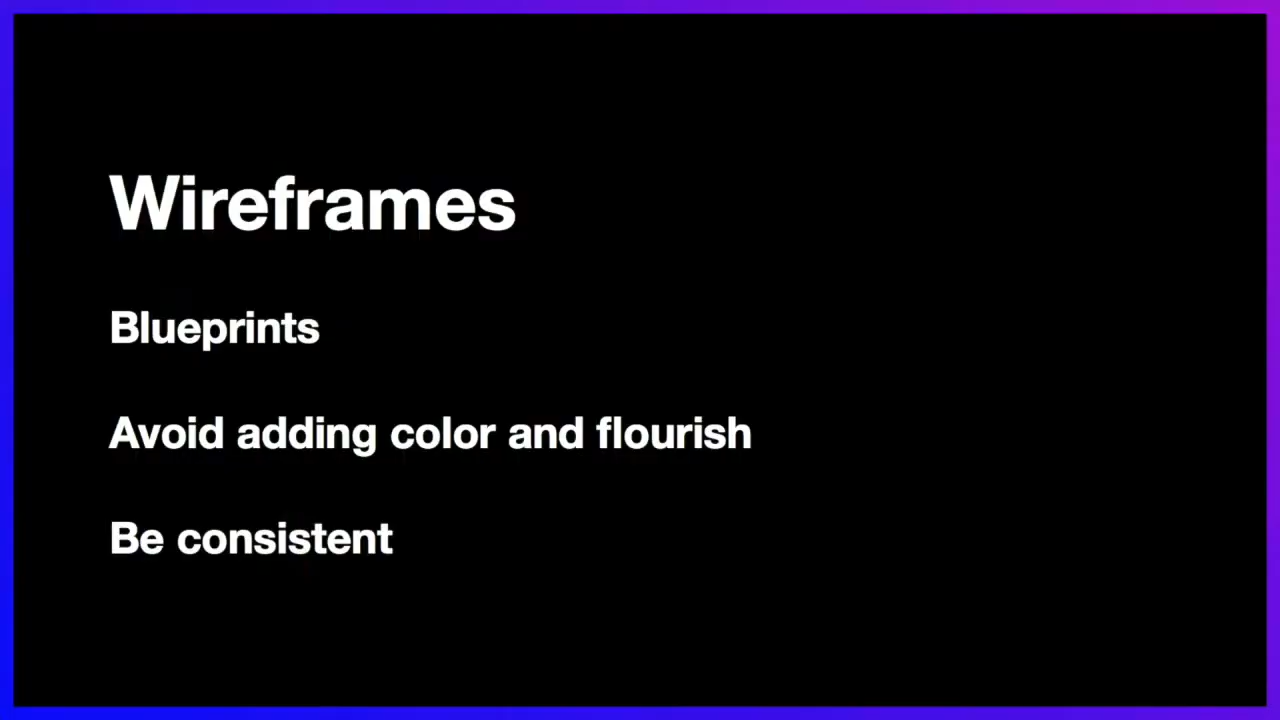 Wireframes
Blueprints
Avoid adding color and flourish
Be consistent